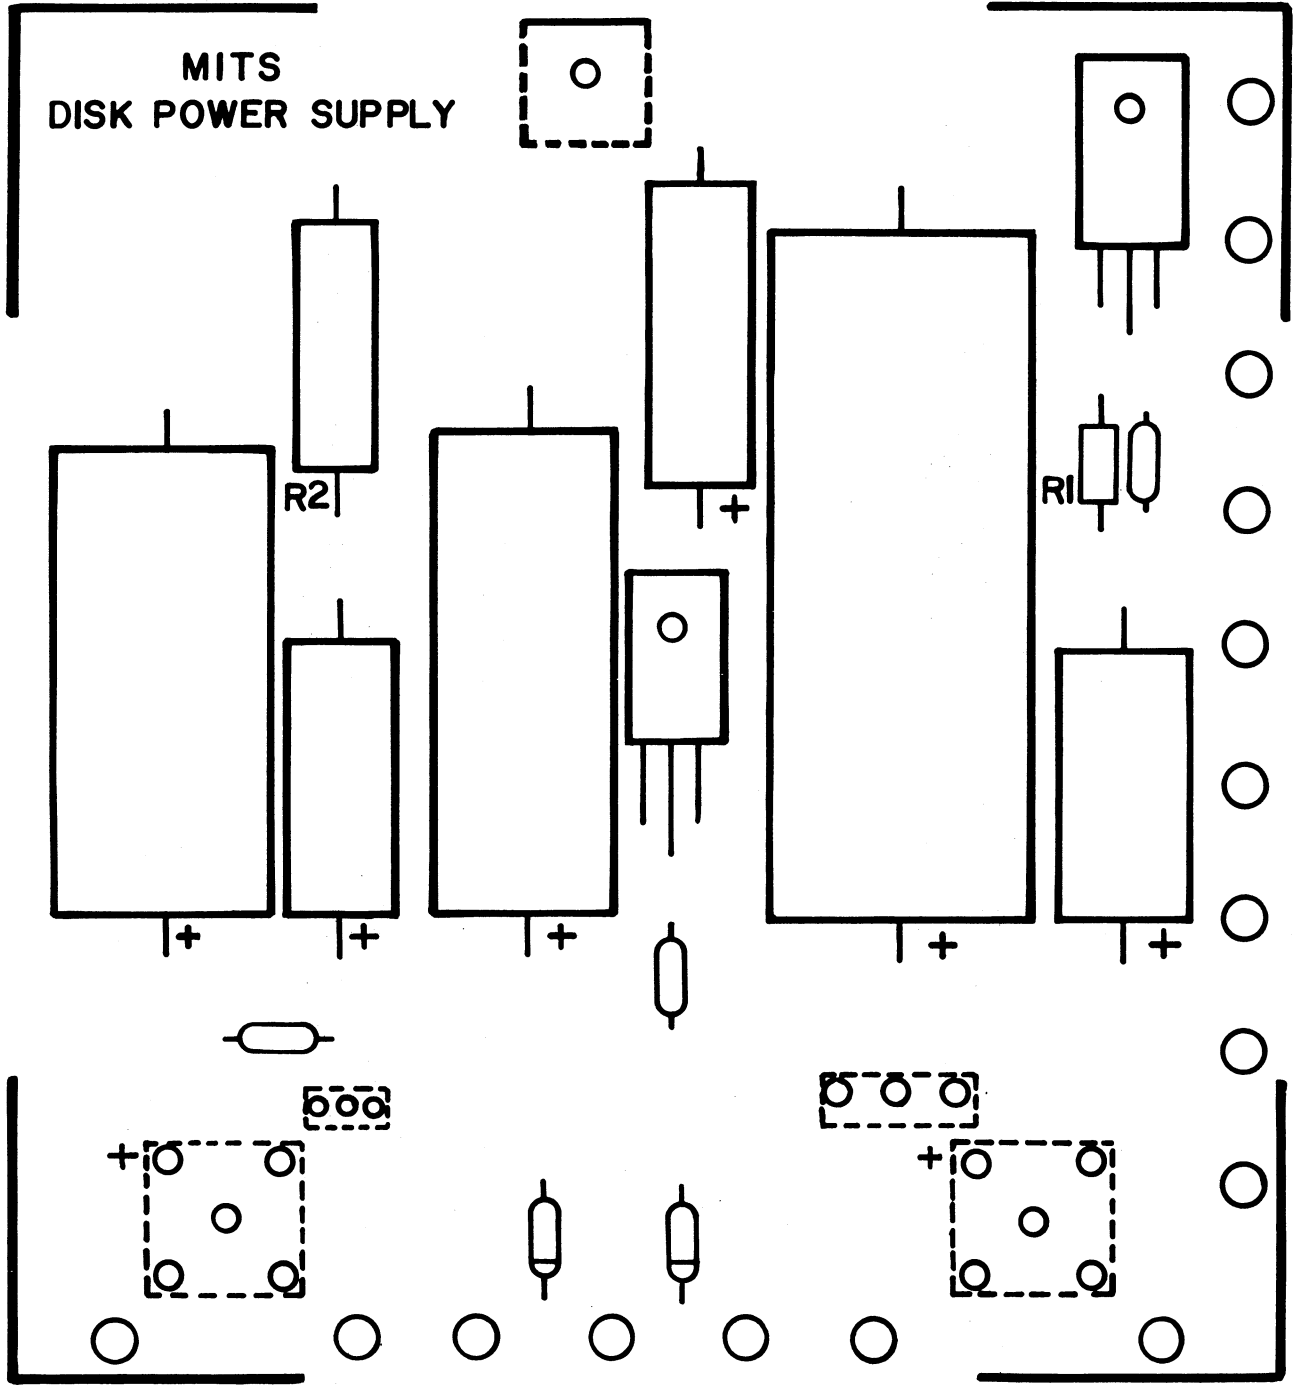 MITS
DISK POWER SUPPLY
R2
+
R1
+
+
+
+
+
+
+